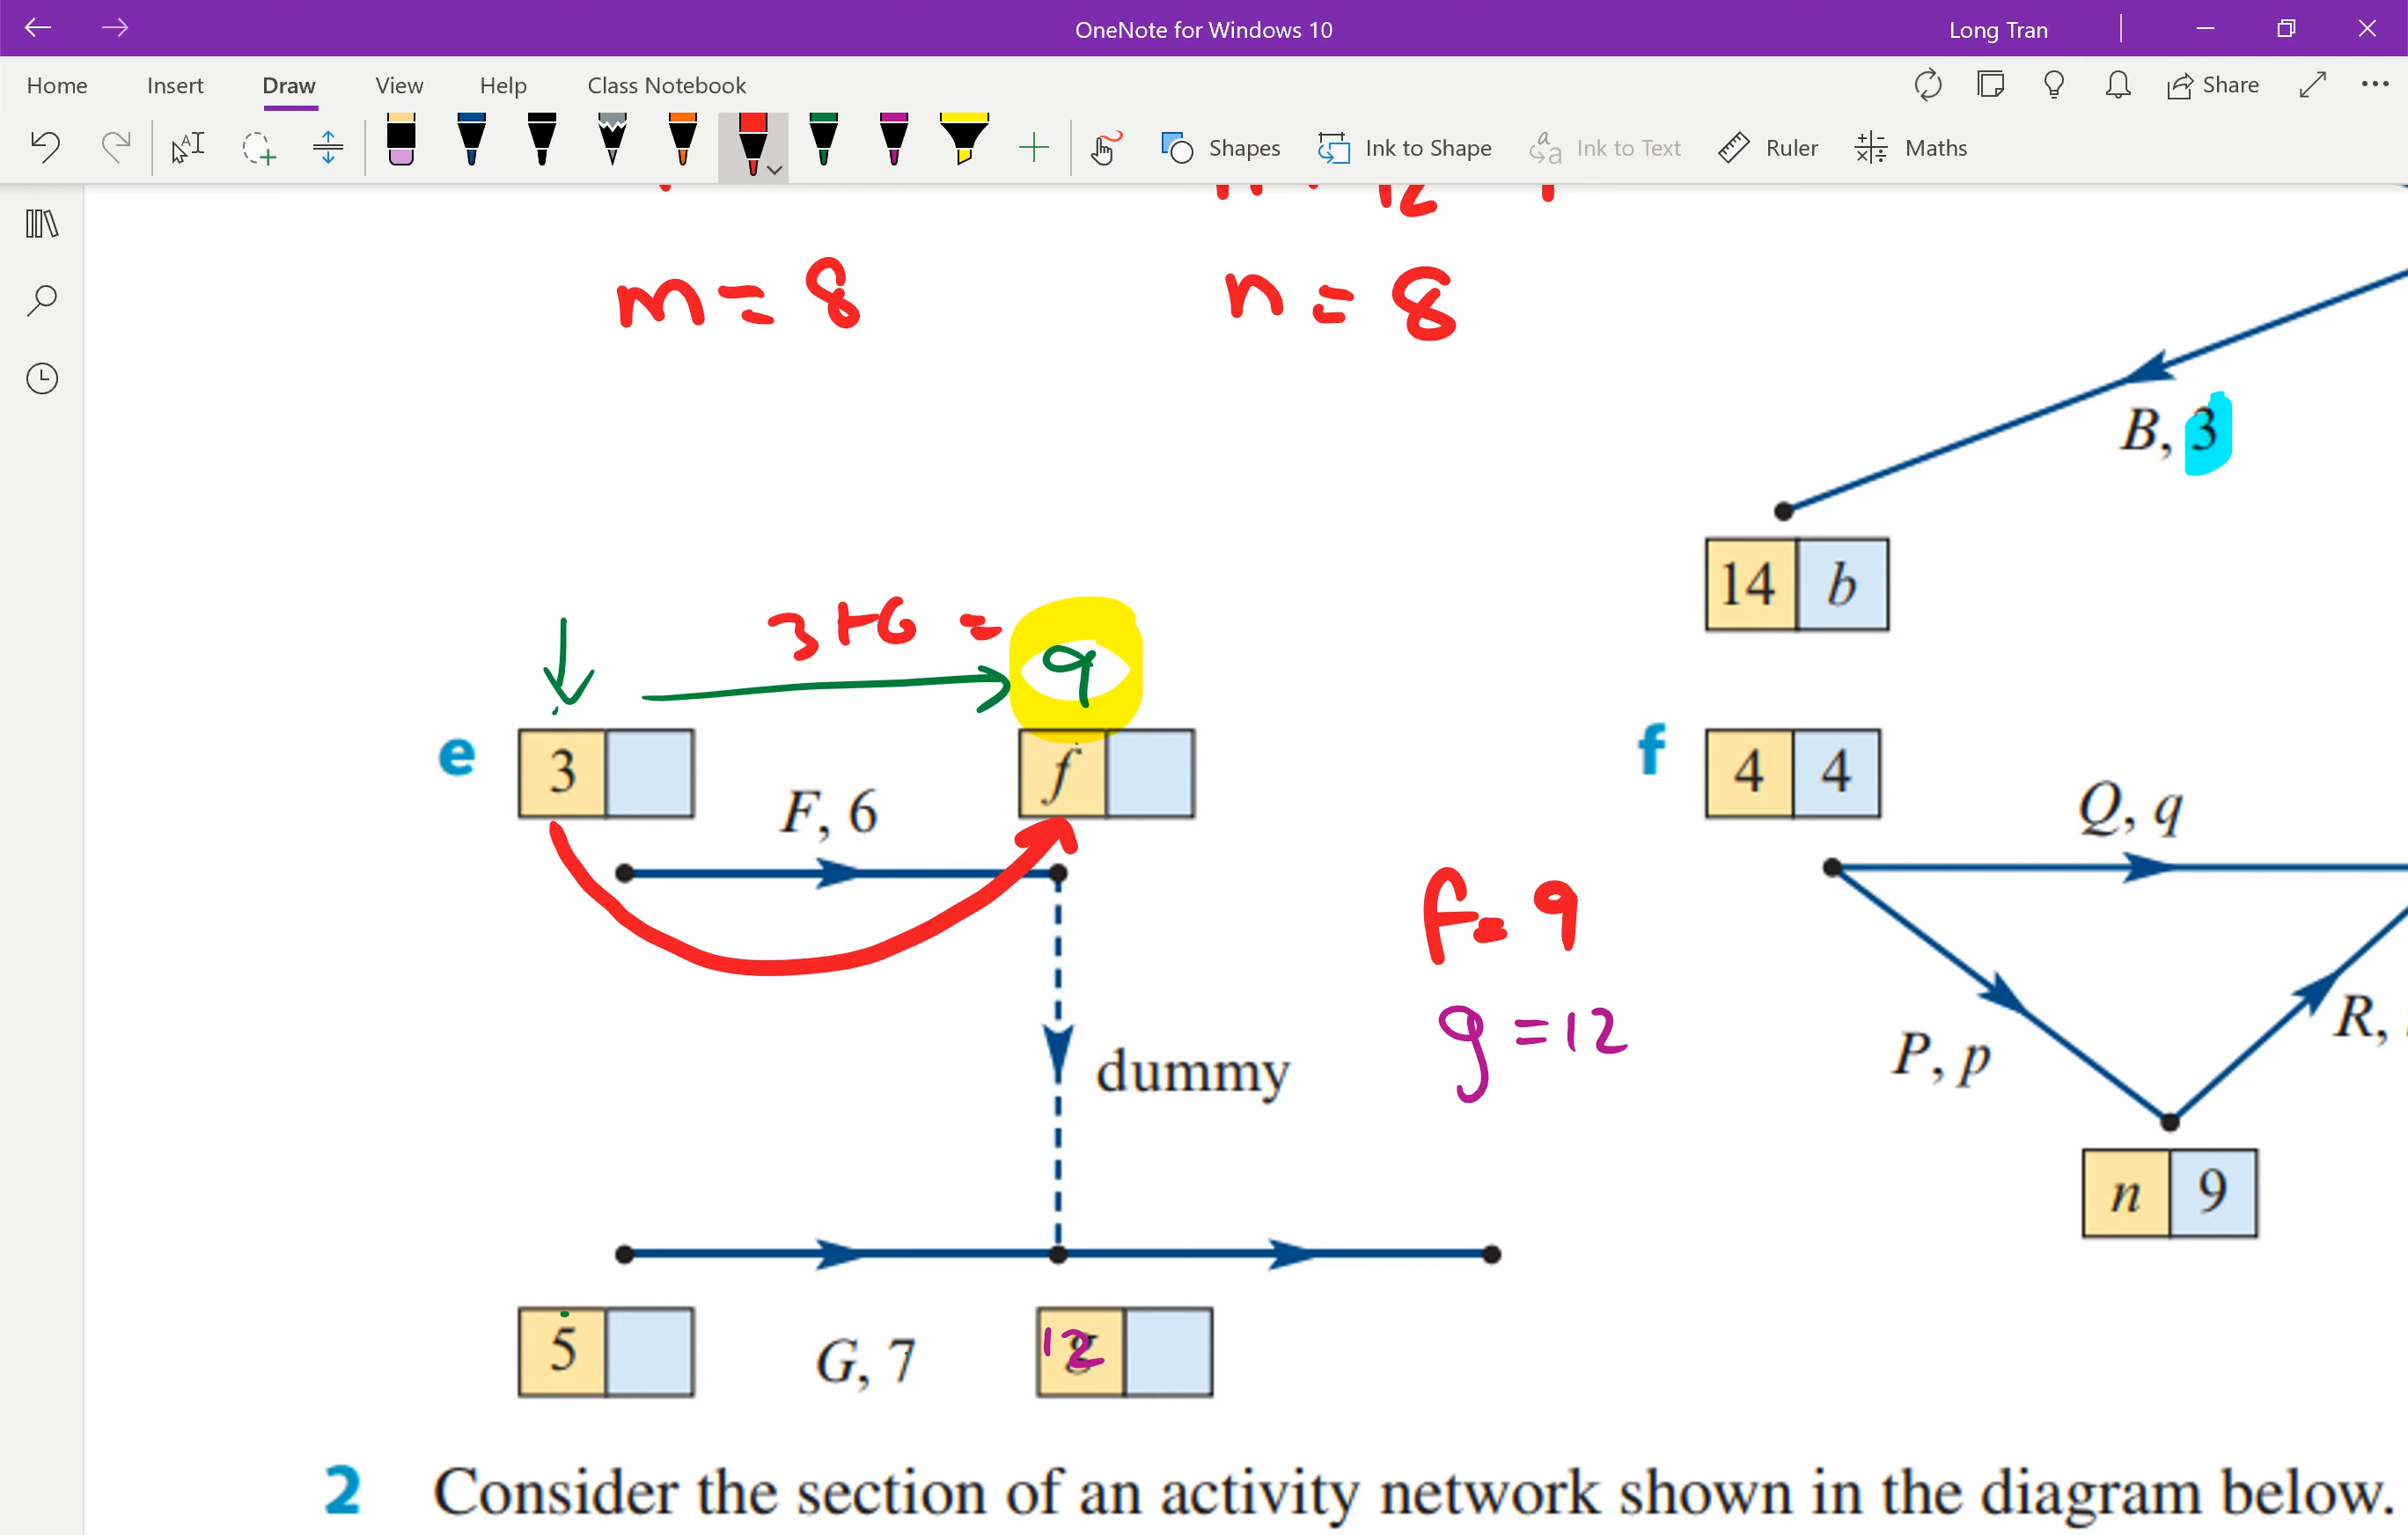 OneNote for Windows 10
Long Tran
Home Insert Draw View Help Class Notebook
Share
Shapes Ink to Shape Ink to Text Ruler Maths
12
m = 8
n = 8
B, 3
14 b
3+6 = 9
e 3 f
F, 6
f 4 4
Q, q
f = 9
g = 12
dummy
P, p
R,
n 9
5 G, 7 12
2 Consider the section of an activity network shown in the diagram below.